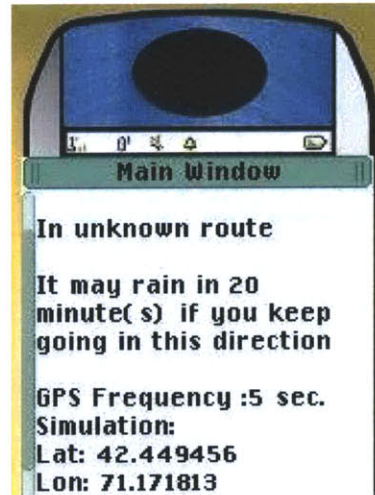 Main Window
In unknown route
It may rain in 20
minute(s) if you keep
going in this direction
GPS Frequency :5 sec.
Simulation:
Lat: 42.449456
Lon: 71.171813